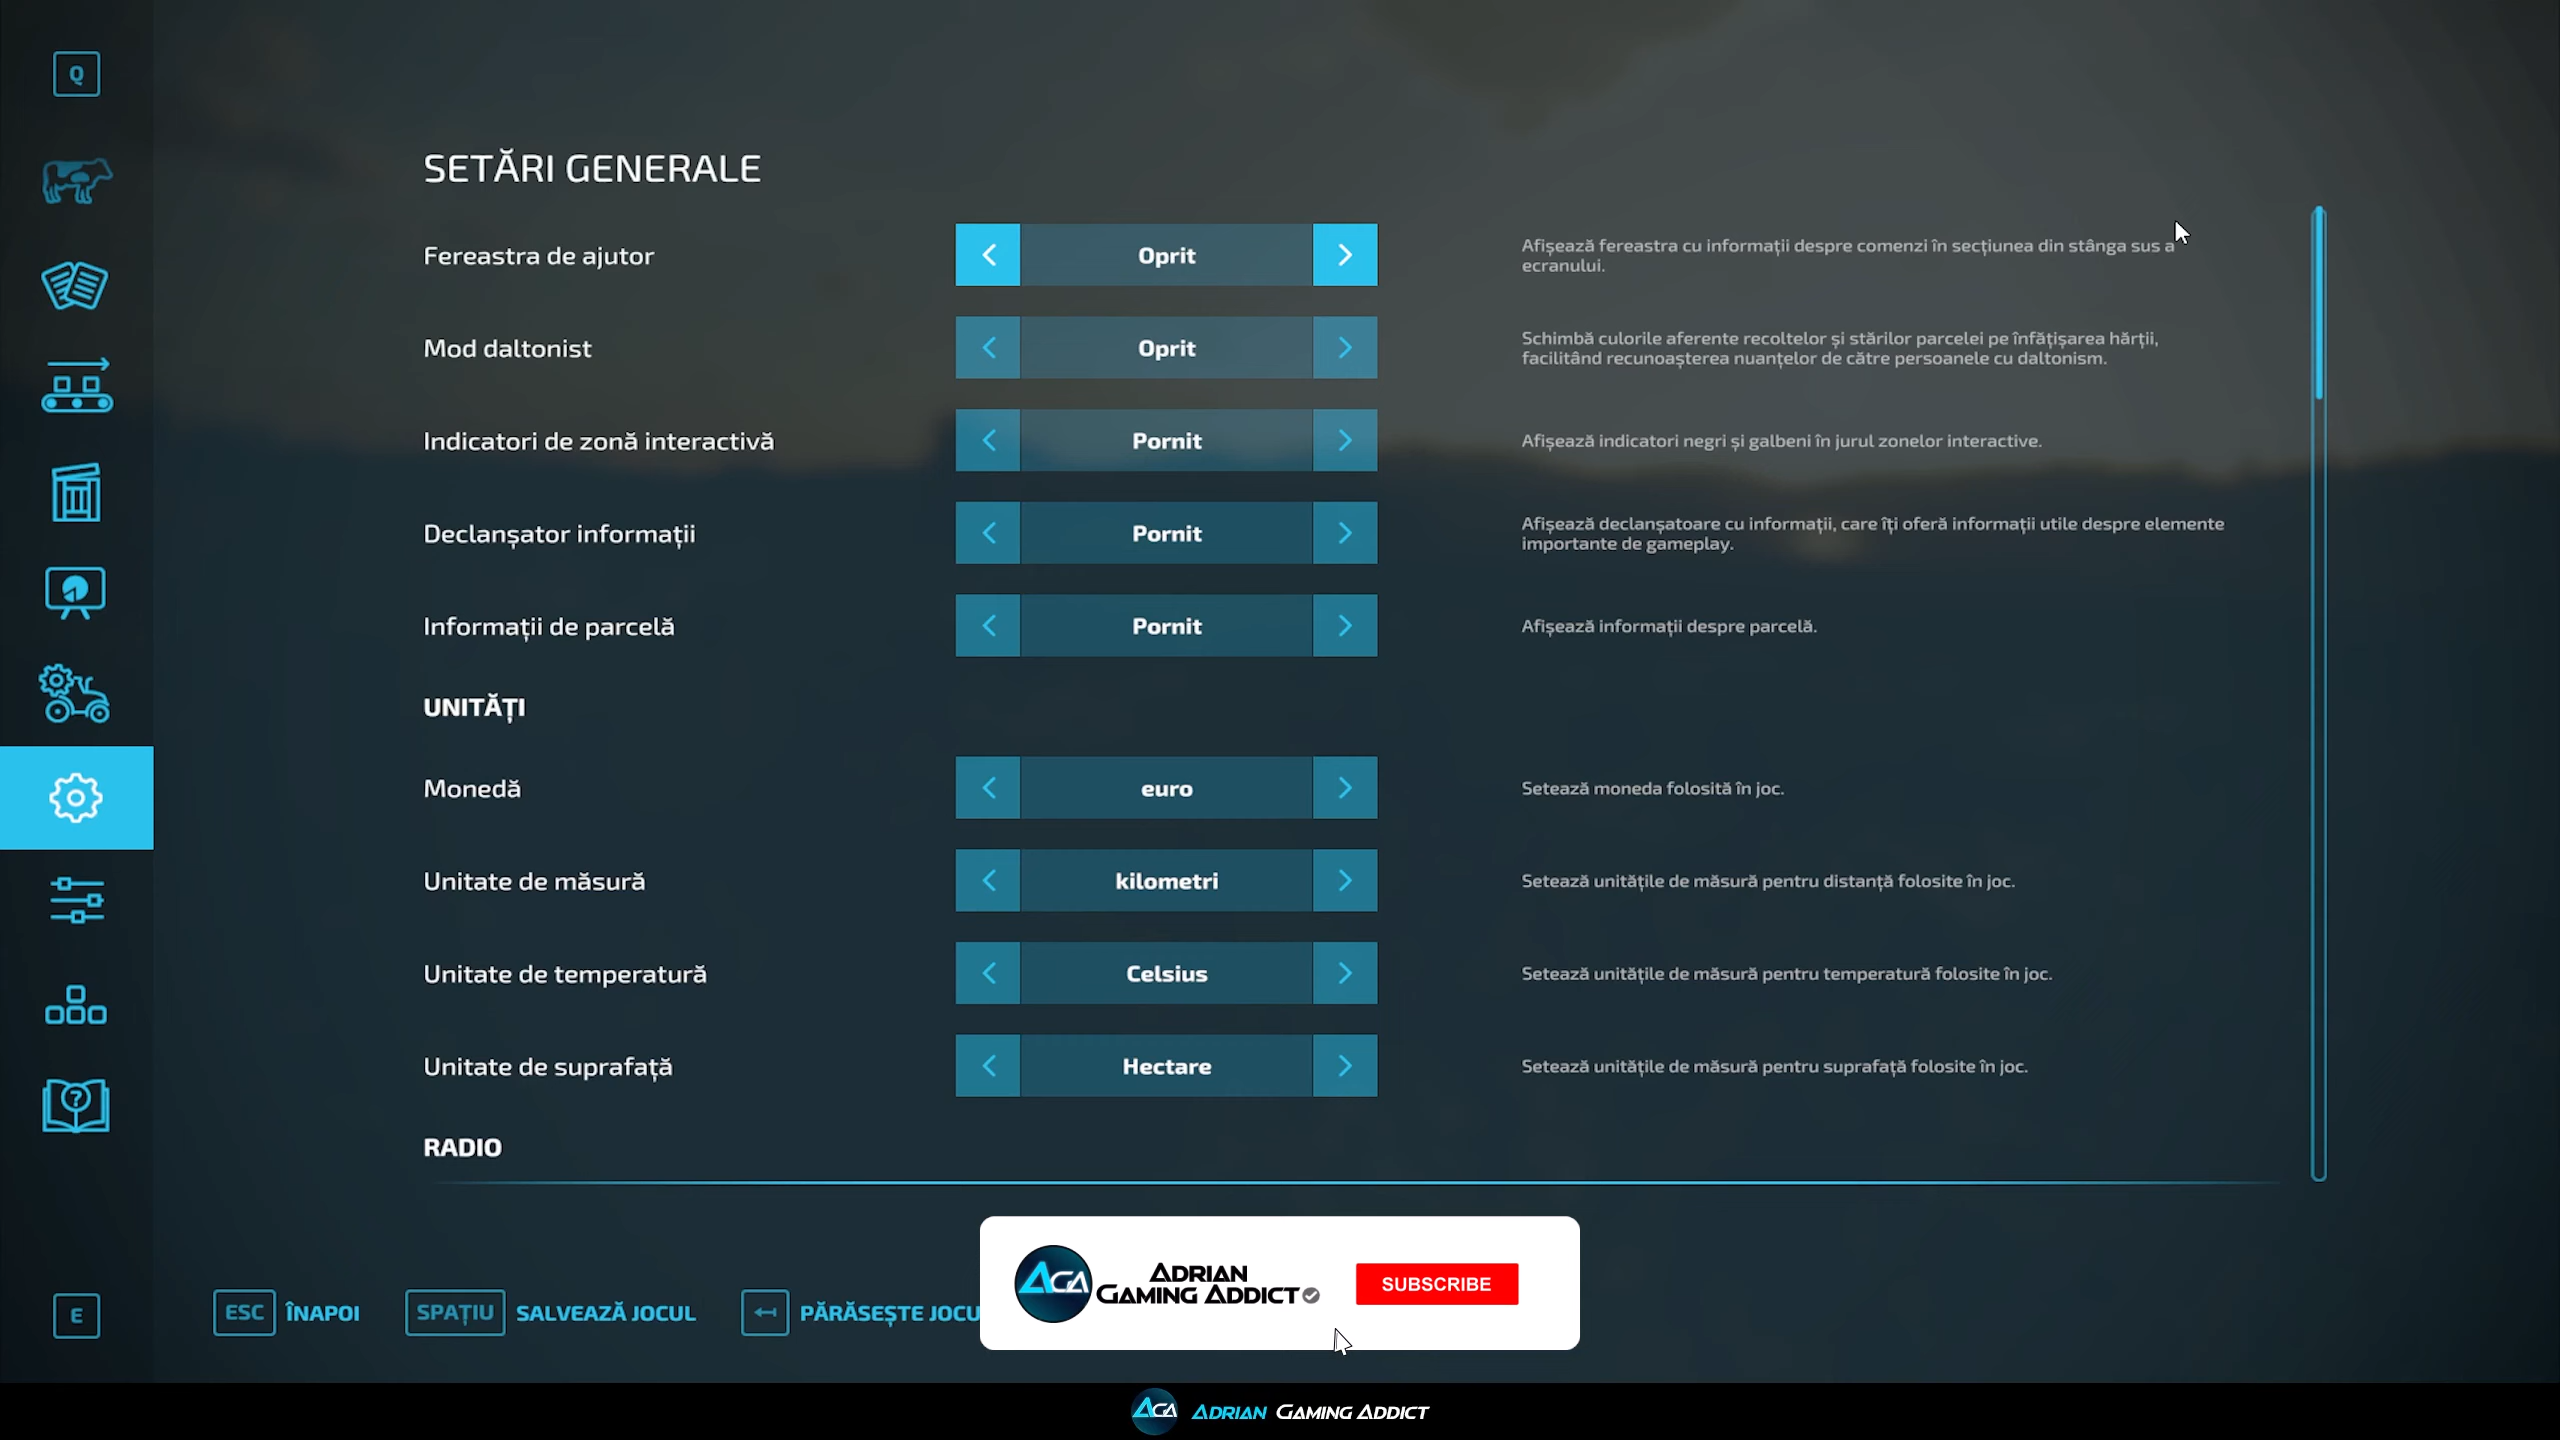 Q
SETĂRI GENERALE
Fereastra de ajutor
Oprit
Afișează fereastra cu informații despre comenzi în secțiunea din stânga sus a
ecranului.
Mod daltonist
Oprit
Schimbă culorile aferente recoltelor și stărilor parcelei pe înfățișarea hărții,
facilitând recunoașterea nuanțelor de către persoanele cu daltonism.
Indicatori de zonă interactivă
Pornit
Afișează indicatori negri și galbeni în jurul zonelor interactive.
Declanșator informații
Pornit
Afișează declanșatoare cu informații, care îți oferă informații utile despre elemente
importante de gameplay.
Informații de parcelă
Pornit
Afișează informații despre parcelă.
UNITĂȚI
Monedă
euro
Setează moneda folosită în joc.
Unitate de măsură
kilometri
Setează unitățile de măsură pentru distanță folosite în joc.
Unitate de temperatură
Celsius
Setează unitățile de măsură pentru temperatură folosite în joc.
Unitate de suprafață
Hectare
Setează unitățile de măsură pentru suprafață folosite în joc.
RADIO
E
ESC ÎNAPOI
SPAȚIU SALVEAZĂ JOCUL
PĂRĂSEȘTE JOCU
ACA
ADRIAN
GAMING ADDICT
SUBSCRIBE
ACA ADRIAN GAMING ADDICT